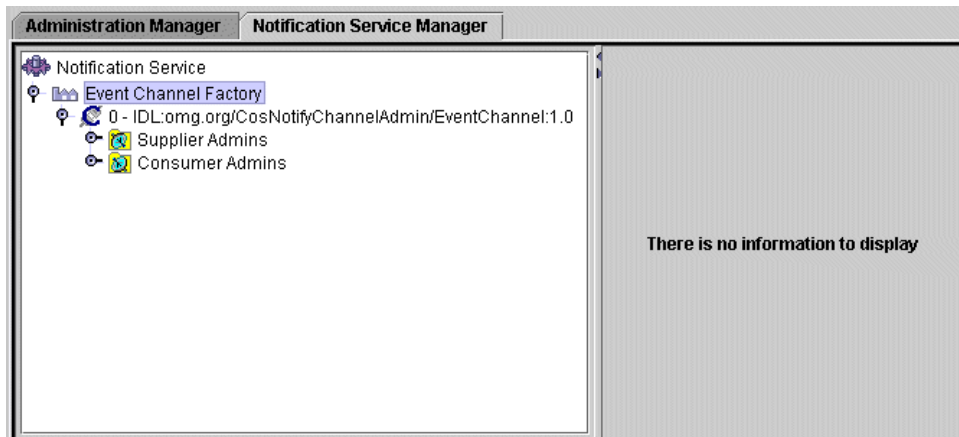 Administration Manager
Notification Service Manager
Notification Service
Event Channel Factory
0 - IDL:omg.org/CosNotifyChannelAdmin/EventChannel:1.0
Supplier Admins
Consumer Admins
There is no information to display